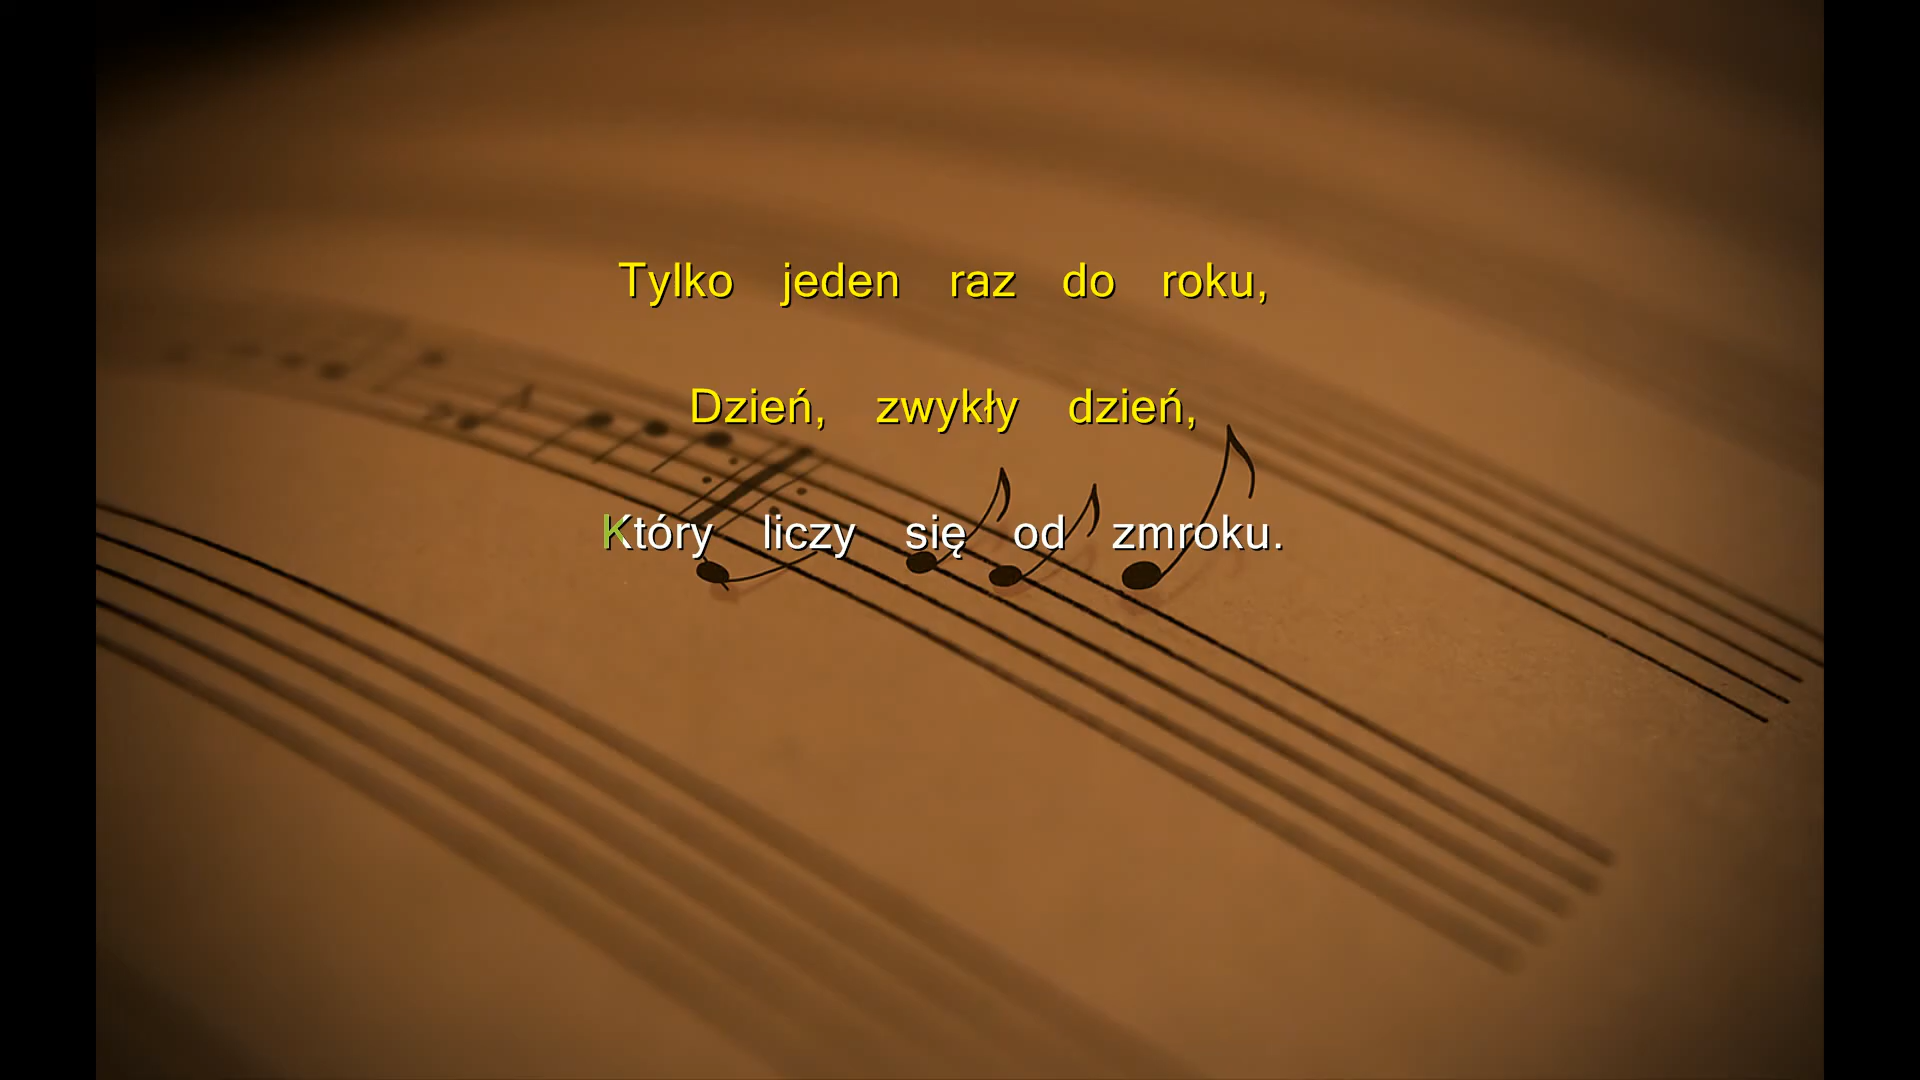 Tylko jeden raz do roku,
Dzień, zwykły dzień,
Który liczy się od zmroku.